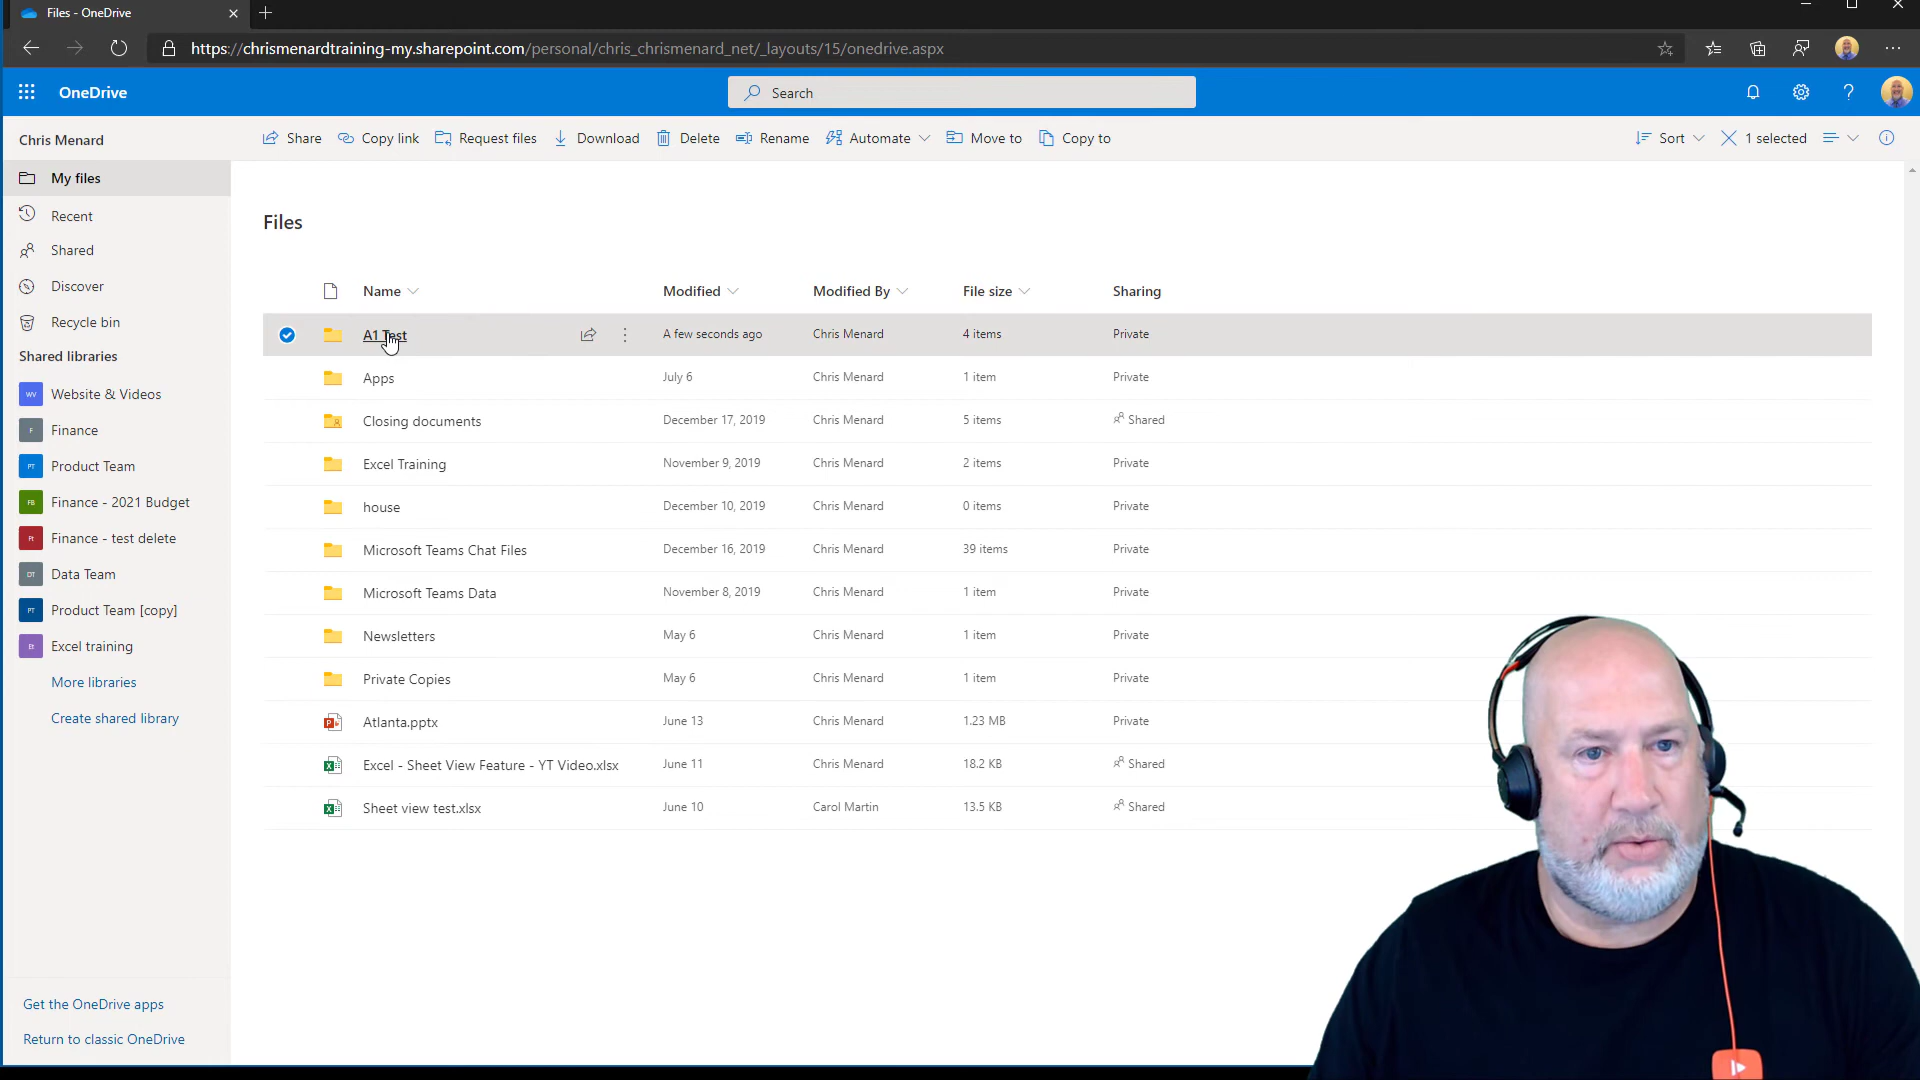 Files - OneDrive
https://chrismenardtraining-my.sharepoint.com/personal/chris_chrismenard_net/_layouts/15/onedrive.aspx
OneDrive
Search
Chris Menard
Share Copy link Request files Download Delete Rename Automate Move to Copy to Sort 1 selected
My files
Recent
Shared
Discover
Recycle bin
Shared libraries
WV Website & Videos
F Finance
PT Product Team
FB Finance - 2021 Budget
Ft Finance - test delete
DT Data Team
PT Product Team [copy]
Et Excel training
More libraries
Create shared library
Get the OneDrive apps
Return to classic OneDrive
Files
Name Modified Modified By File size Sharing
A1 Test A few seconds ago Chris Menard 4 items Private
Apps July 6 Chris Menard 1 item Private
Closing documents December 17, 2019 Chris Menard 5 items Shared
Excel Training November 9, 2019 Chris Menard 2 items Private
house December 10, 2019 Chris Menard 0 items Private
Microsoft Teams Chat Files December 16, 2019 Chris Menard 39 items Private
Microsoft Teams Data November 8, 2019 Chris Menard 1 item Private
Newsletters May 6 Chris Menard 1 item Private
Private Copies May 6 Chris Menard 1 item Private
Atlanta.pptx June 13 Chris Menard 1.23 MB Private
Excel - Sheet View Feature - YT Video.xlsx June 11 Chris Menard 18.2 KB Shared
Sheet view test.xlsx June 10 Carol Martin 13.5 KB Shared